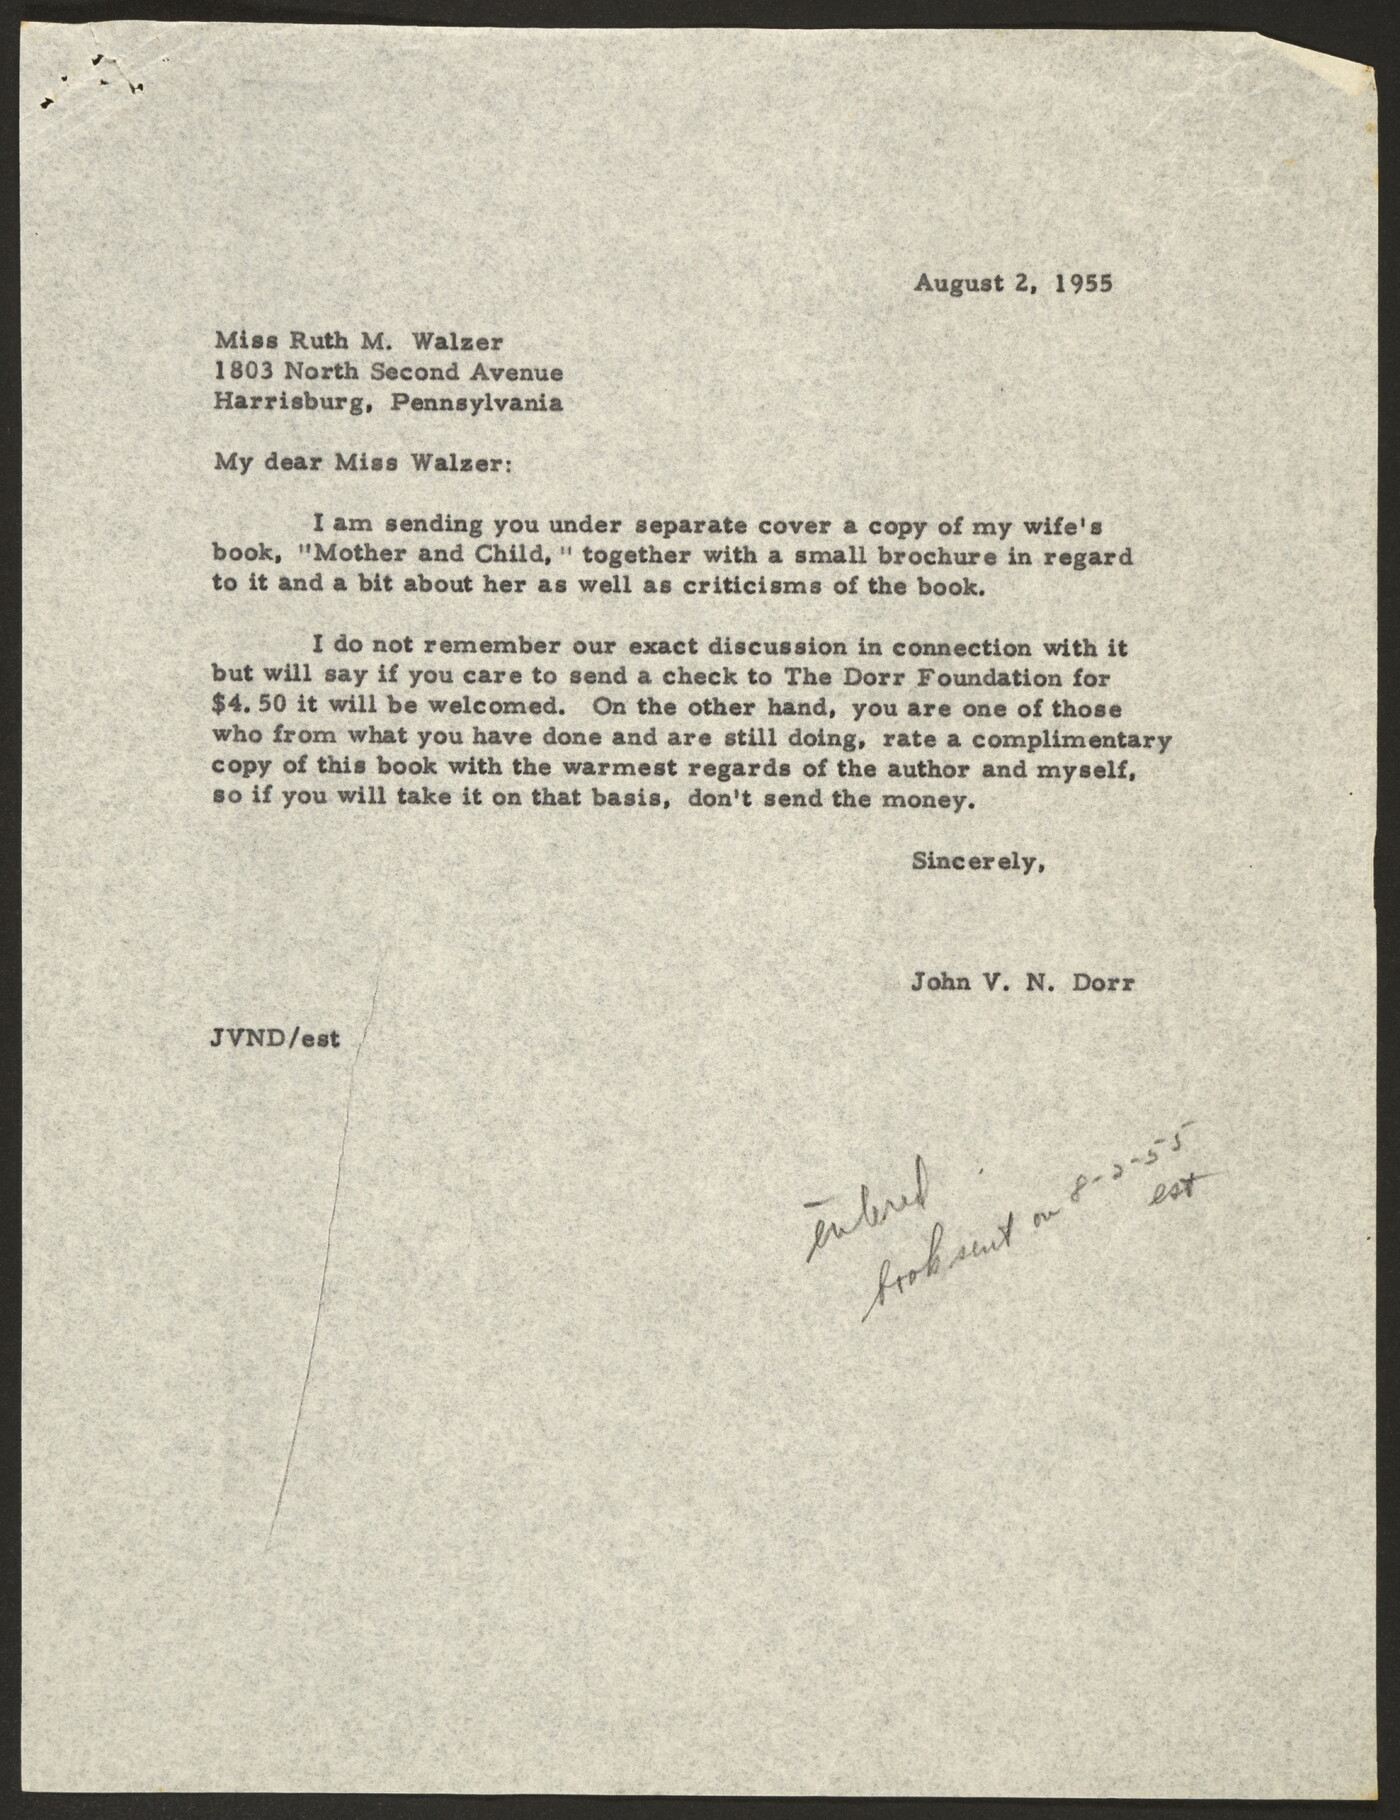 August 2, 1955
Miss Ruth M. Walzer
1803 North Second Avenue
Harrisburg, Pennsylvania
My dear Miss Walzer:
I am sending you under separate cover a copy of my wife's
book, "Mother and Child," together with a small brochure in regard
to it and a bit about her as well as criticisms of the book.
I do not remember our exact discussion in connection with it
but will say if you care to send a check to The Dorr Foundation for
$4.50 it will be welcomed. On the other hand, you are one of those
who from what you have done and are still doing, rate a complimentary
copy of this book with the warmest regards of the author and myself,
so if you will take it on that basis, don't send the money.
Sincerely,
John V. N. Dorr
JVND/est
entered
book sent on 8-2-55
est